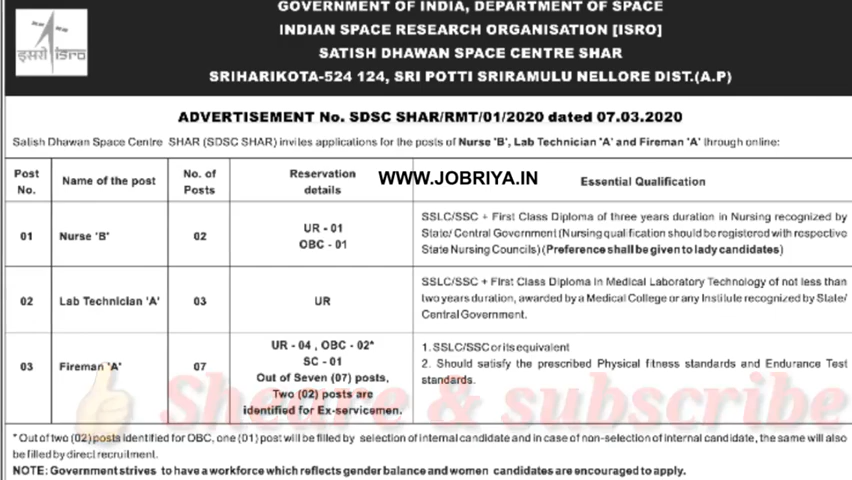 GOVERNMENT OF INDIA, DEPARTMENT OF SPACE
INDIAN SPACE RESEARCH ORGANISATION [ISRO]
SATISH DHAWAN SPACE CENTRE SHAR
SRIHARIKOTA-524 124, SRI POTTI SRIRAMULU NELLORE DIST.(A.P)
इसरो isro
ADVERTISEMENT No. SDSC SHAR/RMT/01/2020 dated 07.03.2020
Satish Dhawan Space Centre SHAR (SDSC SHAR) invites applications for the posts of Nurse 'B', Lab Technician 'A' and Fireman 'A' through online:
Post No.
Name of the post
No. of Posts
Reservation details
WWW.JOBRIYA.IN
Essential Qualification
01
Nurse 'B'
02
UR - 01
OBC - 01
SSLC/SSC + First Class Diploma of three years duration in Nursing recognized by
State/ Central Government (Nursing qualification should be registered with respective
State Nursing Councils) (Preference shall be given to lady candidates)
02
Lab Technician 'A'
03
UR
SSLC/SSC + First Class Diploma in Medical Laboratory Technology of not less than
two years duration, awarded by a Medical College or any Institute recognized by State/
Central Government.
03
Fireman 'A'
07
UR - 04 , OBC - 02*
SC - 01
Out of Seven (07) posts,
Two (02) posts are
identified for Ex-servicemen.
1. SSLC/SSC or its equivalent
2. Should satisfy the prescribed Physical fitness standards and Endurance Test
standards.
Sheare & subscribe
* Out of two (02) posts identified for OBC, one (01) post will be filled by selection of internal candidate and in case of non-selection of internal candidate, the same will also
be filled by direct recruitment.
NOTE: Government strives to have a workforce which reflects gender balance and women candidates are encouraged to apply.